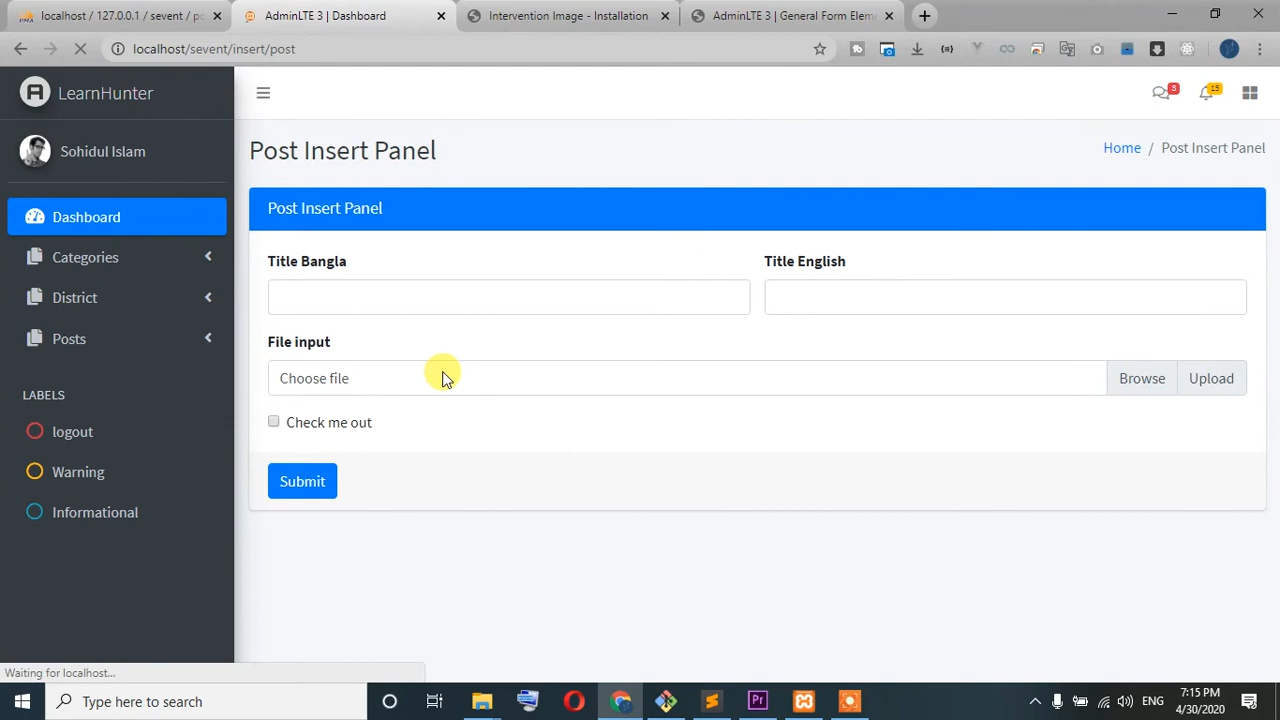 localhost / 127.0.0.1 / sevent / po
AdminLTE 3 | Dashboard
Intervention Image - Installation
AdminLTE 3 | General Form Elem
localhost/sevent/insert/post
LearnHunter
3
15
Sohidul Islam
Post Insert Panel
Home / Post Insert Panel
Dashboard
Categories
District
Posts
LABELS
logout
Warning
Informational
Post Insert Panel
Title Bangla
Title English
File input
Choose file
Browse
Upload
Check me out
Submit
Waiting for localhost...
Type here to search
ENG
7:15 PM
4/30/2020